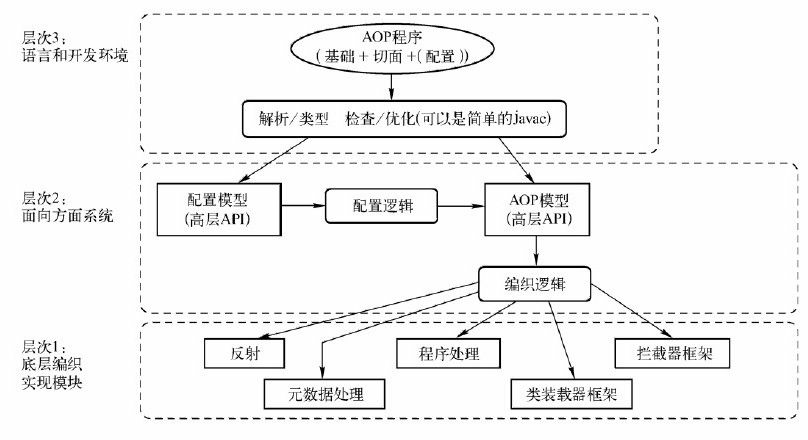 层次3：
语言和开发环境
AOP程序
(基础+切面+(配置))
解析/类型 检查/优化(可以是简单的javac)
层次2：
面向方面系统
配置模型
(高层API)
配置逻辑
AOP模型
(高层API)
编织逻辑
层次1：
底层编织
实现模块
反射
程序处理
拦截器框架
元数据处理
类装载器框架